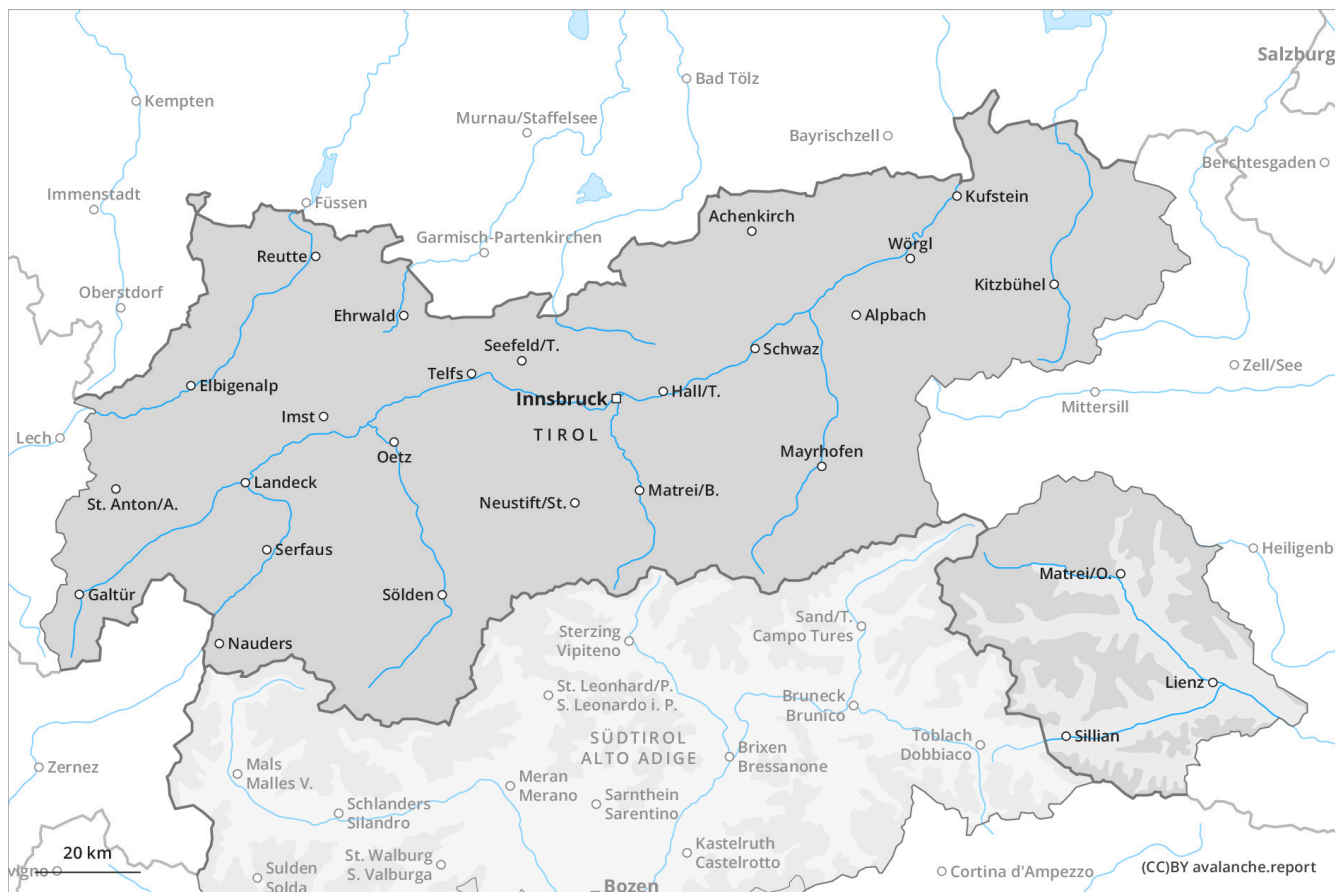 Salzburg
Bad Tölz
Kempten
Murnau/Staffelsee
Bayrischzell
Berchtesgaden
Immenstadt
Füssen
Kufstein
Achenkirch
Garmisch-Partenkirchen
Wörgl
Reutte
Kitzbühel
Oberstdorf
Ehrwald
Alpbach
Seefeld/T.
Schwaz
Zell/See
Telfs
Elbigenalp
Hall/T.
Innsbruck
Mittersill
Imst
Lech
TIROL
Oetz
Mayrhofen
Landeck
St. Anton/A.
Neustift/St.
Matrei/B.
Serfaus
Heiligenb
Matrei/O.
Galtür
Sölden
Sand/T.
Campo Tures
Sterzing
Vipiteno
Nauders
Lienz
St. Leonhard/P.
S. Leonardo i. P.
Bruneck
Brunico
SÜDTIROL
ALTO ADIGE
Toblach
Dobbiaco
Sillian
Brixen
Bressanone
Zernez
Mals
Malles V.
Meran
Merano
Schlanders
Silandro
Sarnthein
Sarentino
Kastelruth
Castelrotto
20 km
St. Walburg
S. Valburga
vigno
Sulden
Solda
Cortina d'Ampezzo
(CC)BY avalanche.report
Bozen